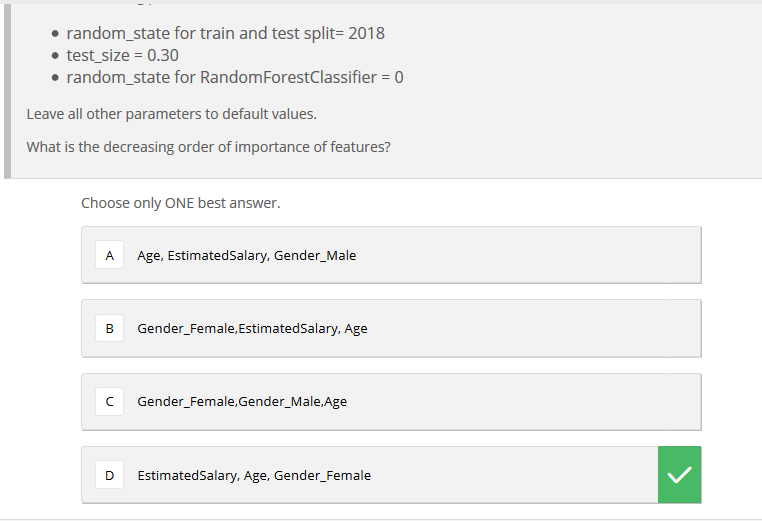 random_state for train and test split= 2018
test_size = 0.30
random_state for RandomForestClassifier = 0
Leave all other parameters to default values.
What is the decreasing order of importance of features?
Choose only ONE best answer.
A Age, EstimatedSalary, Gender_Male
B Gender_Female,EstimatedSalary, Age
C Gender_Female,Gender_Male,Age
D EstimatedSalary, Age, Gender_Female